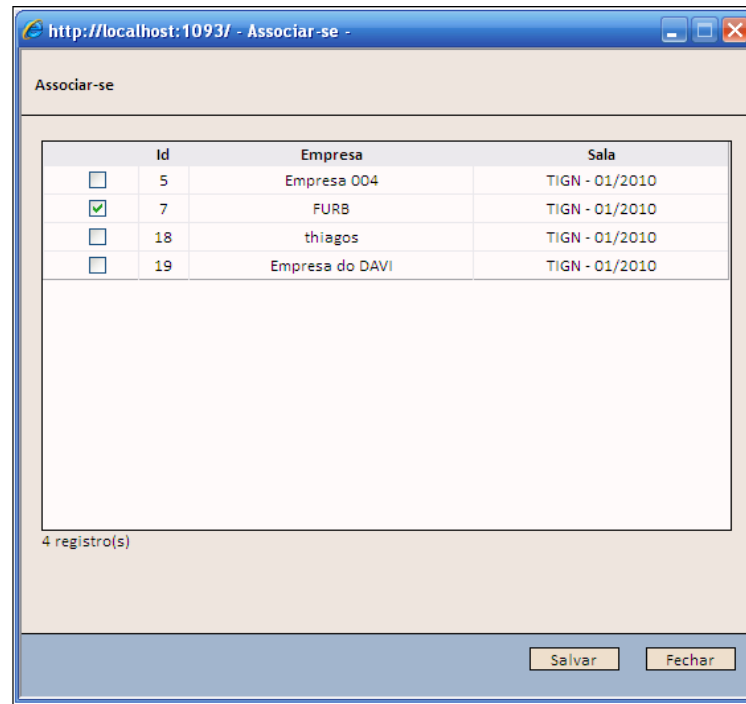 http://localhost:1093/ - Associar-se -
Associar-se
Id Empresa Sala
5 Empresa 004 TIGN - 01/2010
7 FURB TIGN - 01/2010
18 thiagos TIGN - 01/2010
19 Empresa do DAVI TIGN - 01/2010
4 registro(s)
Salvar Fechar